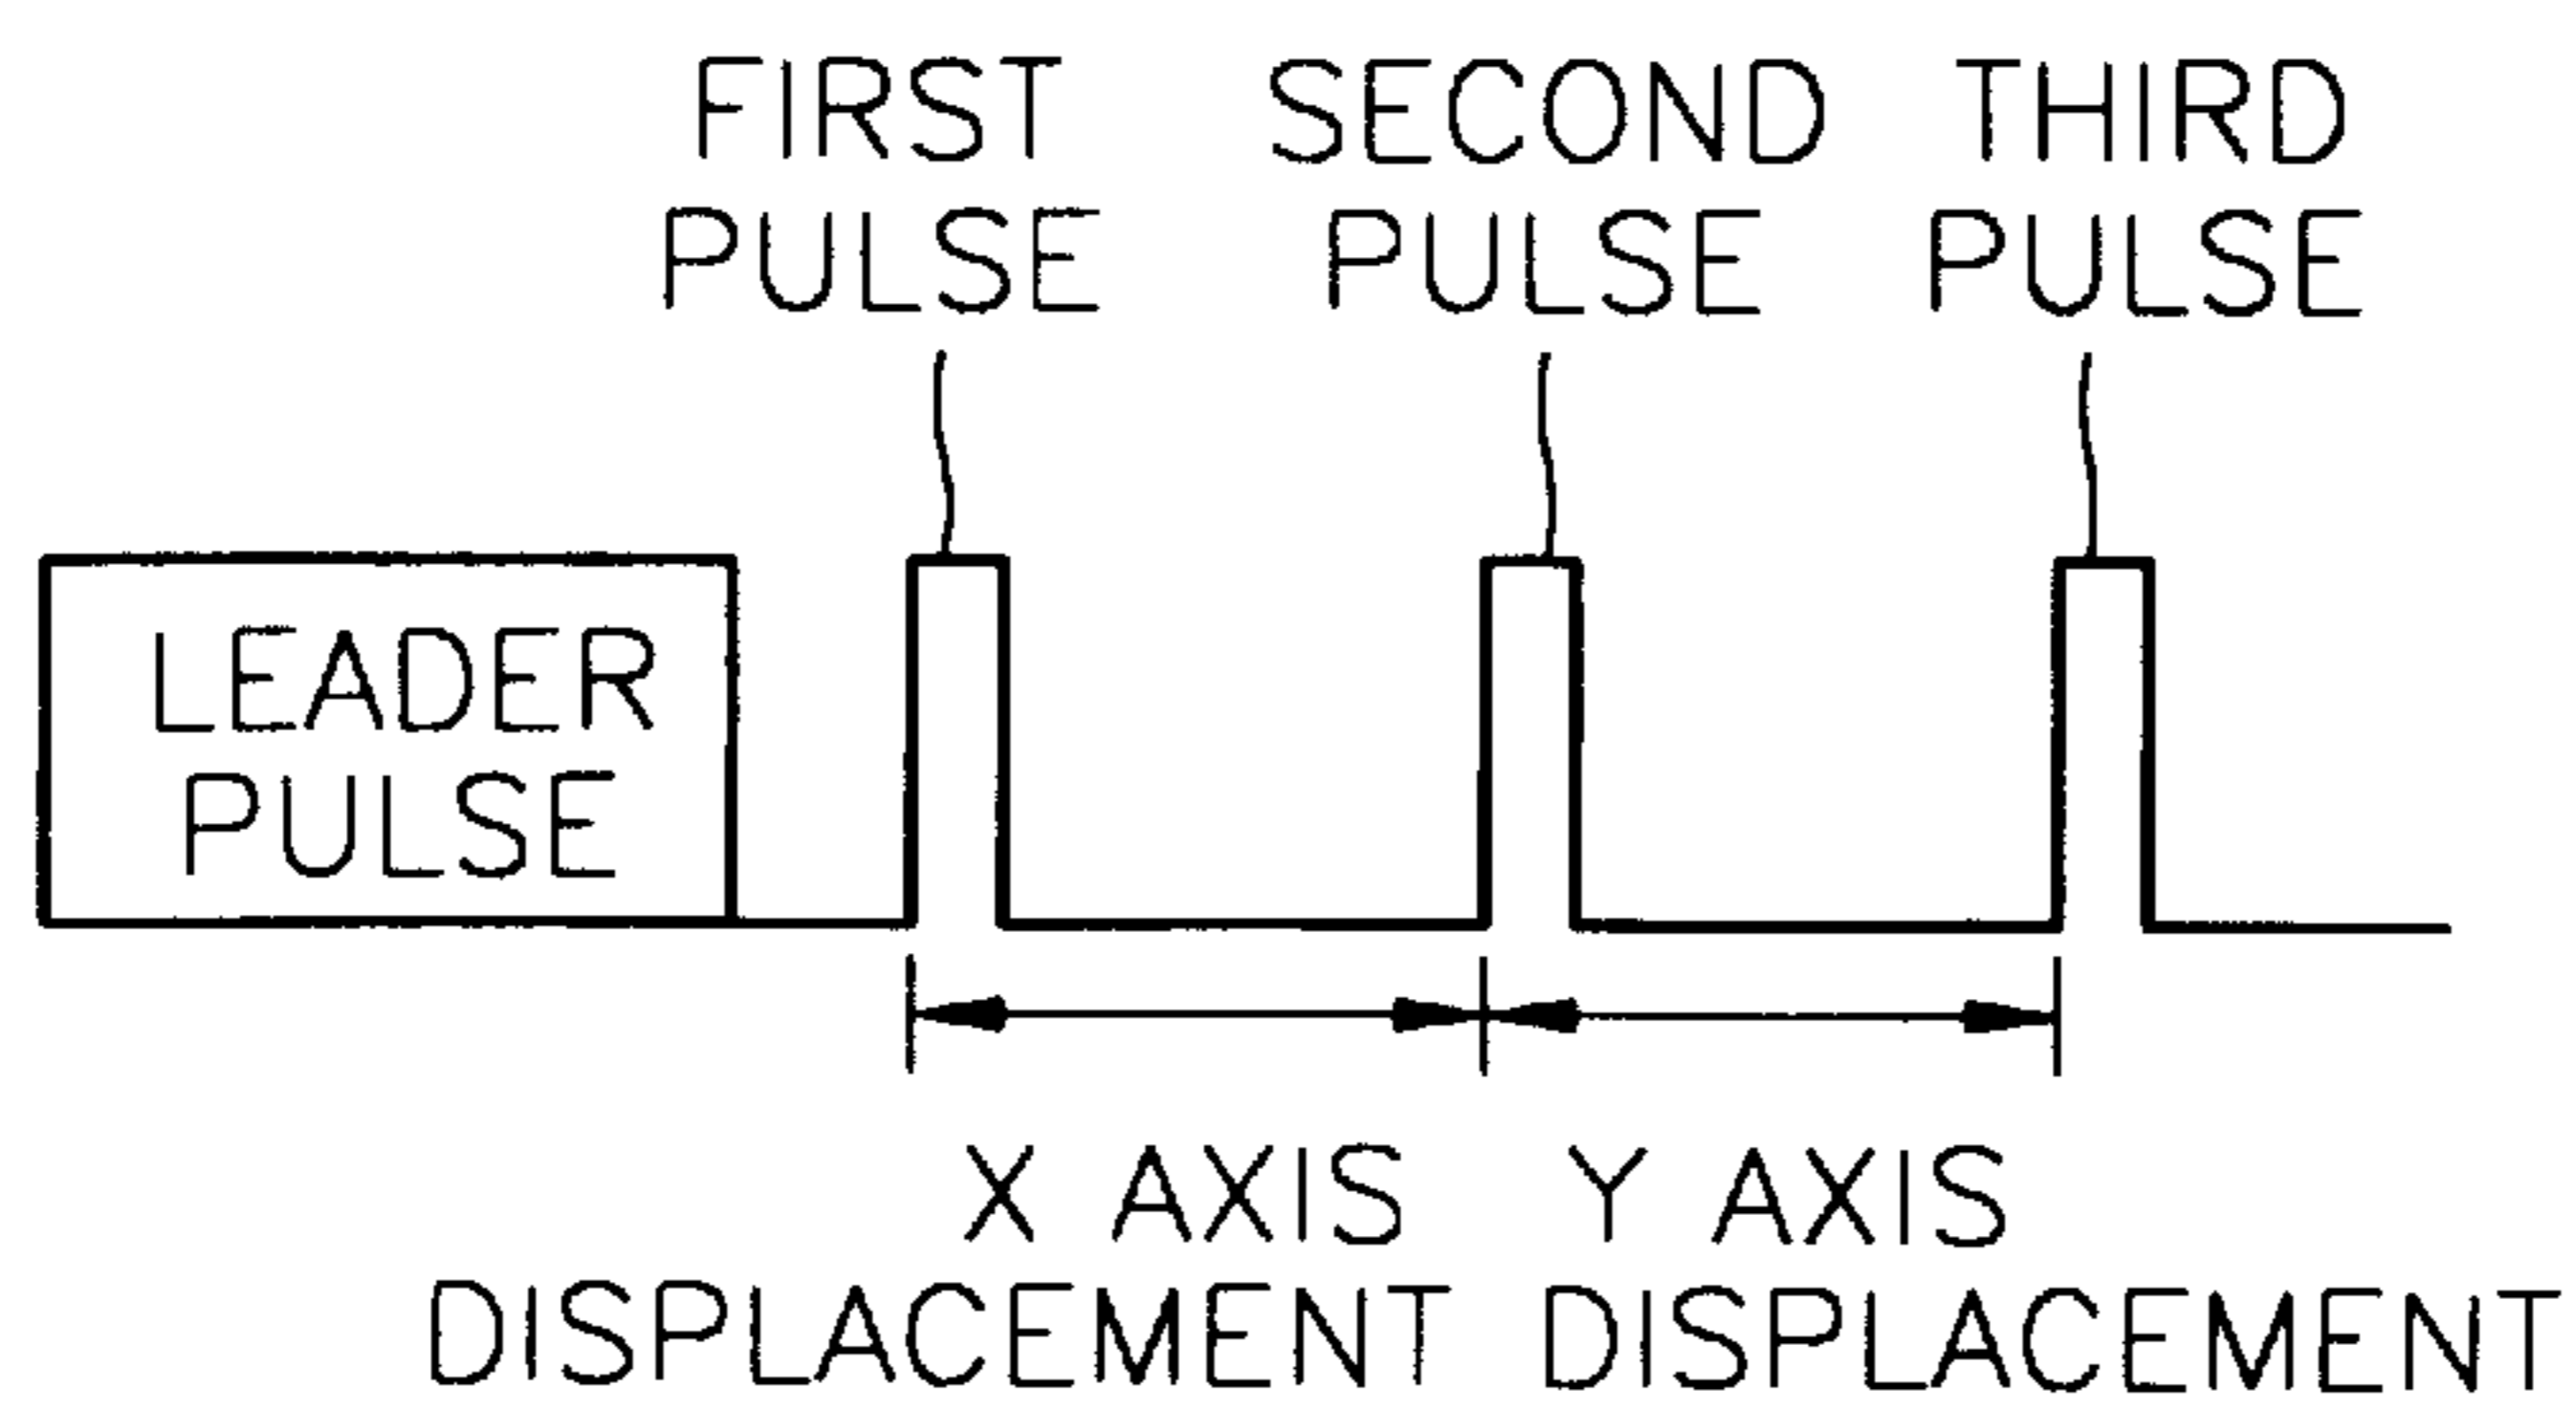 FIRST
PULSE
SECOND
PULSE
THIRD
PULSE
LEADER
PULSE
X AXIS
DISPLACEMENT
Y AXIS
DISPLACEMENT